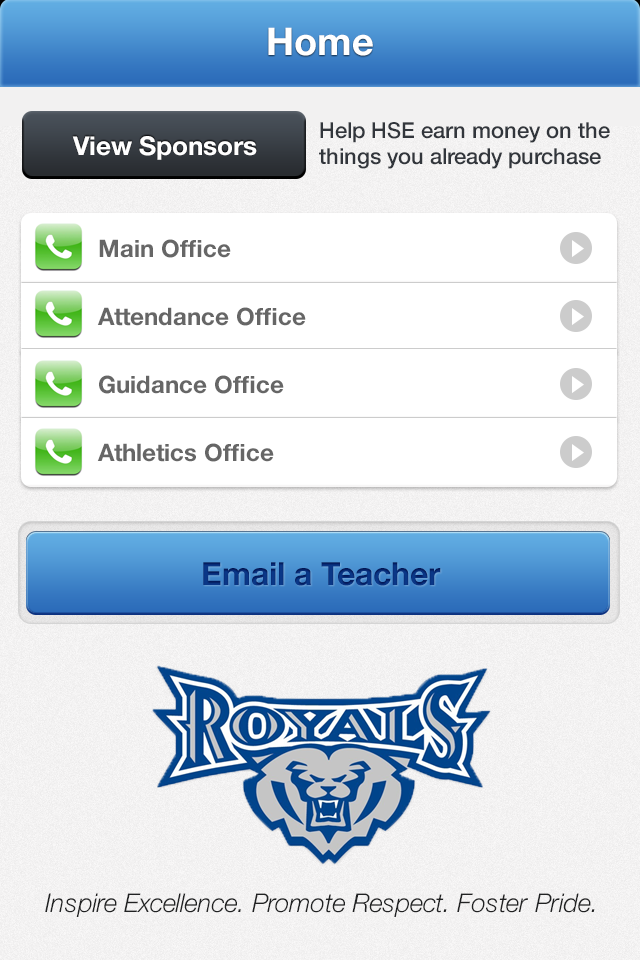 Home
View Sponsors
Help HSE earn money on the
things you already purchase
Main Office
Attendance Office
Guidance Office
Athletics Office
Email a Teacher
ROYALS
Inspire Excellence. Promote Respect. Foster Pride.